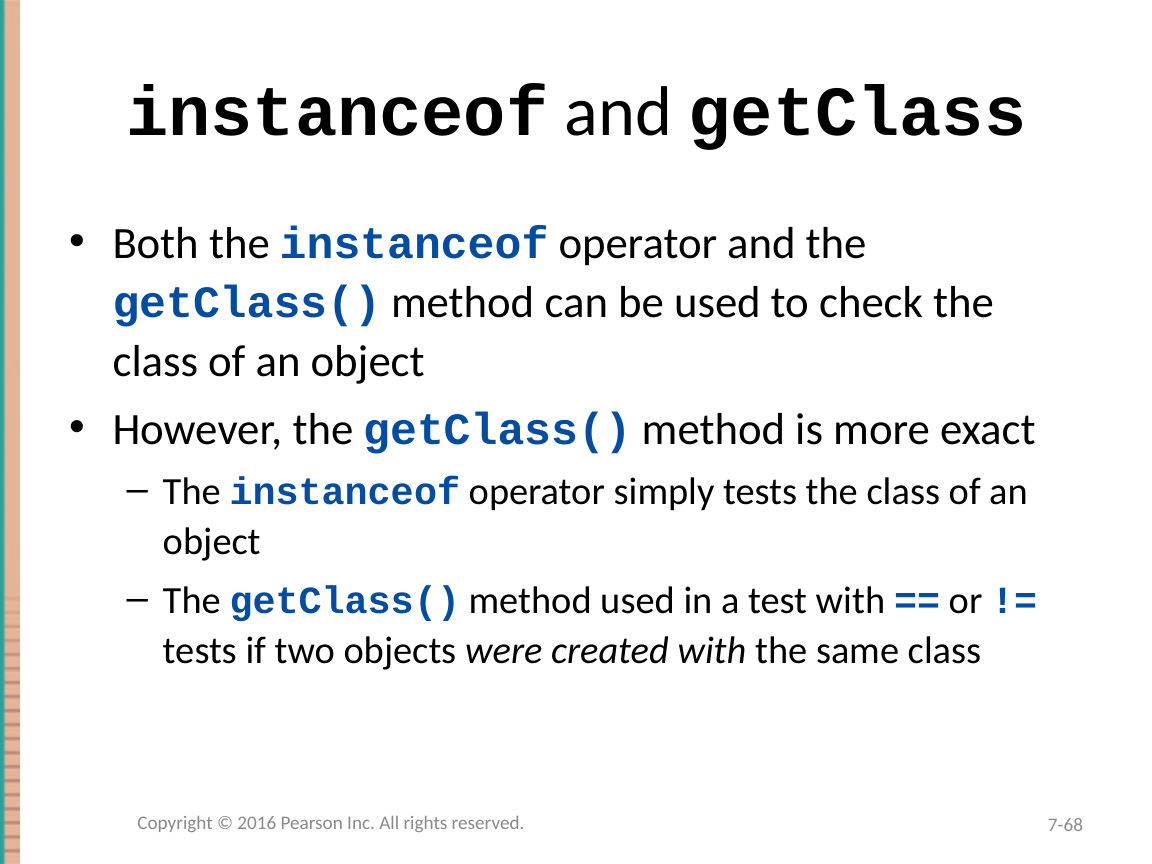 instanceof and getClass
• Both the instanceof operator and the
getClass() method can be used to check the
class of an object
• However, the getClass() method is more exact
– The instanceof operator simply tests the class of an
object
– The getClass() method used in a test with == or !=
tests if two objects were created with the same class
Copyright © 2016 Pearson Inc. All rights reserved.
7-68